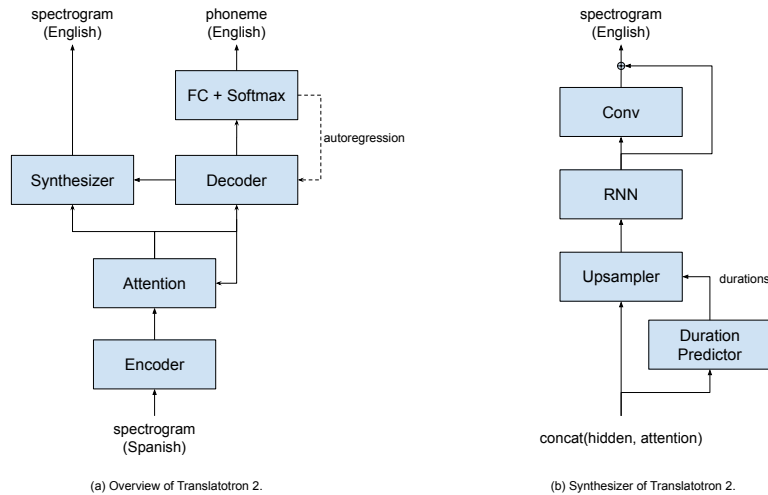 spectrogram
(English)
phoneme
(English)
FC + Softmax
autoregression
Synthesizer
Decoder
Attention
Encoder
spectrogram
(Spanish)
(a) Overview of Translatotron 2.
spectrogram
(English)
Conv
RNN
Upsampler
durations
Duration
Predictor
concat(hidden, attention)
(b) Synthesizer of Translatotron 2.